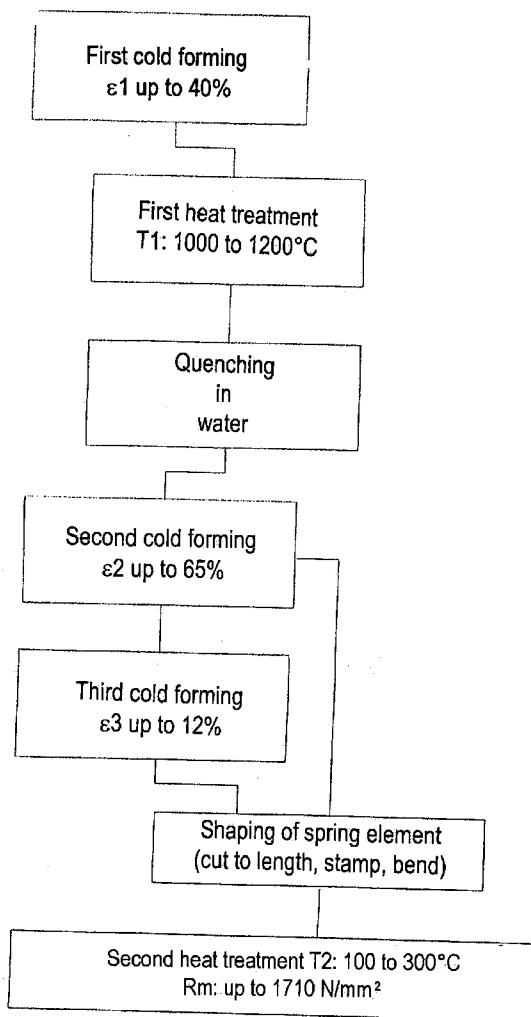 First cold forming
ε1 up to 40%
First heat treatment
T1: 1000 to 1200°C
Quenching
in
water
Second cold forming
ε2 up to 65%
Third cold forming
ε3 up to 12%
Shaping of spring element
(cut to length, stamp, bend)
Second heat treatment T2: 100 to 300°C
Rm: up to 1710 N/mm²